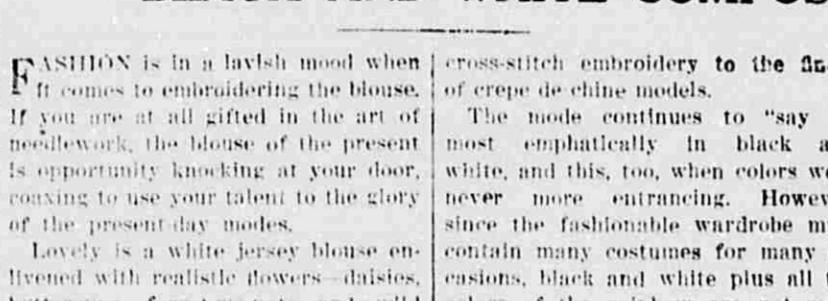 FASHION is in a lavish mood when
it comes to embroidering the blouse.
If you are at all gifted in the art of
needlework, the blouse of the present
is opportunity knocking at your door,
coaxing to use your talent to the glory
of the present-day modes.
Lovely is a white jersey blouse en-
livened with realistic flowers—daisies,
cross-stitch embroidery to the
of crepe de chine models.
The mode continues to "say
most emphatically in black
white, and this, too, when colors
never more entrancing.
since the fashionable wardrobe
contain many costumes for many
casions, black and white plus all